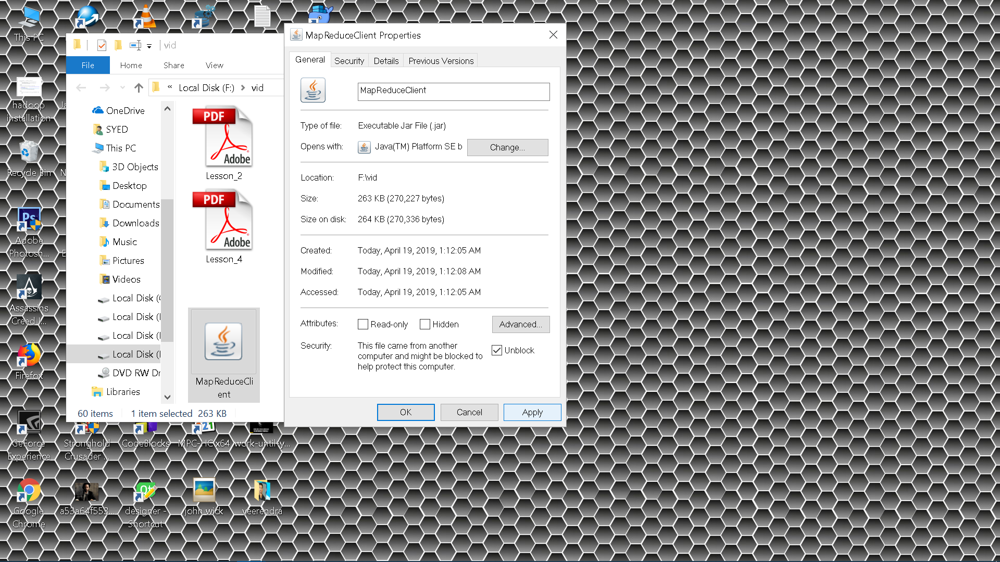 This PC
hadoop
installation
Ja
Recycle Bin
N
Ps
Adobe
Photosh...
E
Assassins
Creed I...
Firefox
GeForce
Experience
Stronghold
Crusader ...
CodeBlocks
MPC-HC x64
work-until-y...
Google
Chrome
a53a64f553...
Qt
designer -
Shortcut
john wick
veerendra
vid
File
Home
Share
View
« Local Disk (F:) > vid
OneDrive
SYED
This PC
3D Objects
Desktop
Documents
Downloads
Music
Pictures
Videos
Local Disk (
Local Disk (
Local Disk (
Local Disk (
DVD RW Dr
Libraries
PDF
Adobe
Lesson_2
PDF
Adobe
Lesson_4
MapReduceCli
ent
60 items
1 item selected 263 KB
21
MapReduceClient Properties
General
Security
Details
Previous Versions
MapReduceClient
Type of file: Executable Jar File (.jar)
Opens with: Java(TM) Platform SE b
Change...
Location: F:\vid
Size: 263 KB (270,227 bytes)
Size on disk: 264 KB (270,336 bytes)
Created: Today, April 19, 2019, 1:12:05 AM
Modified: Today, April 19, 2019, 1:12:08 AM
Accessed: Today, April 19, 2019, 1:12:05 AM
Attributes: Read-only Hidden
Advanced...
Security: This file came from another
computer and might be blocked to
help protect this computer.
Unblock
OK
Cancel
Apply